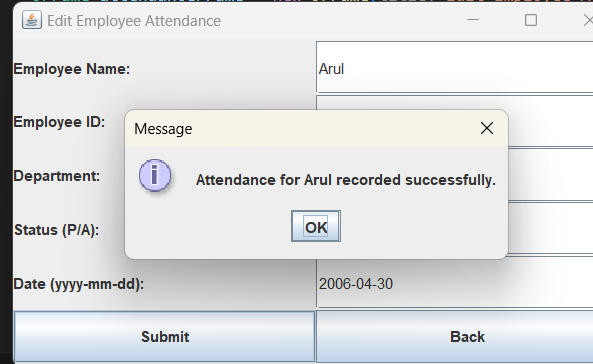 Edit Employee Attendance
Employee Name:
Arul
Employee ID:
Message
Department:
Attendance for Arul recorded successfully.
OK
Status (P/A):
Date (yyyy-mm-dd):
2006-04-30
Submit
Back